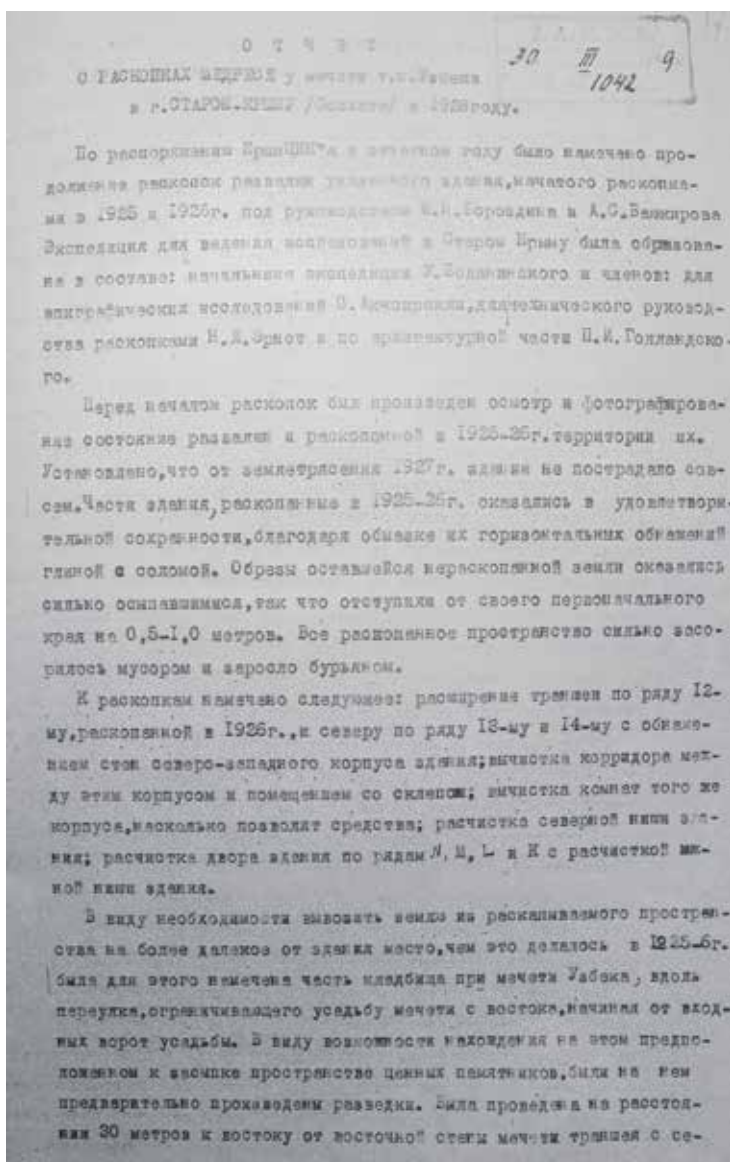 О Т Ч Е Т
30 III 9
1042
О РАСКОПКАХ МЕДРЕСЕ у мечети т.н. Узбека
в г.СТАРОМ-КРЫМУ /Солхате/ в 1928году.
По распоряжению КрымЦИК'а в отчетном году было намечено про-
должение раскопок развалин указанного здания,начатого раскопка-
ми в 1925 и 1926г. под руководством И.Н.Бороздина и А.С.Башкирова
Экспедиция для ведения исследований в Старом Крыму была образова-
на в составе: начальника экспедиции У.Боданинского и членов: для
эпиграфических исследований О.Акчокраклы,для технического руковод-
ства раскопками Н.Л.Эрнст и по архитектурной части П.И.Голландско-
го.
Перед началом раскопок был произведен осмотр и фотографирова-
ние состояние развалин и раскопанной в 1925-26г.территории их.
Установлено,что от землетрясения 1927г. здание не пострадало сов-
сем.Части здания,раскопанные в 1925-26г. оказались в удовлетвори-
тельной сохранности,благодаря обмазке их горизонтальных обнажений
глиной с соломой. Обрезы оставшейся нераскопанной земли оказались
сильно осыпавшимися,так что отступили от своего первоначального
края на 0,5-1,0 метров. Все раскопанное пространство сильно засо-
рилось мусором и заросло бурьяном.
К раскопкам намечено следующее: расширение траншеи по ряду 12-
му,раскопанной в 1926г.,к северу по ряду 13-му и 14-му с обнаже-
нием стен северо-западного корпуса здания;вычистка корридора меж-
ду этим корпусом и помещением со склепом; вычистка комнат того же
корпуса,насколько позволят средства; расчистка северной ниши зда-
ния; расчистка двора здания по рядам N, M, L и K с расчисткой юж-
ной ниши здания.
В виду необходимости вывозить землю из раскапываемого простран-
ства на более далекое от здания место,чем это делалось в 1925-6г.
была для этого намечена часть кладбища при мечети Узбека, вдоль
переулка,ограничивающего усадьбу мечети с востока,начиная от вход-
ных ворот усадьбы. В виду возможности нахождения на этом предпо-
ложенном к засыпке пространстве ценных памятников,были на нем
предварительно произведены разведки. Была проведена на расстоя-
нии 30 метров к востоку от восточной стены мечети траншея с се-